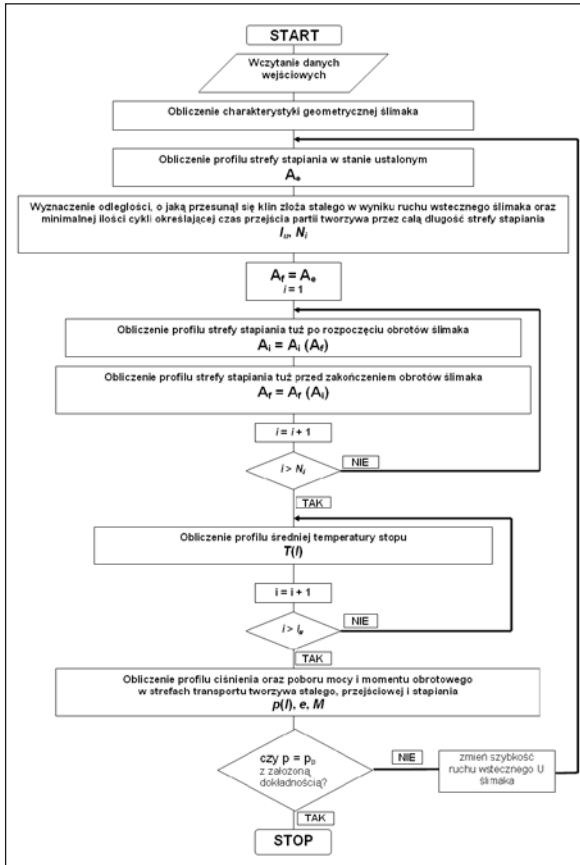 START
Wczytanie danych
wejściowych
Obliczenie charakterystyki geometrycznej ślimaka
Obliczenie profilu strefy stapiania w stanie ustalonym
Ae
Wyznaczenie odległości, o jaką przesunął się klin złoża stałego w wyniku ruchu wstecznego ślimaka oraz
minimalnej ilości cykli określającej czas przejścia partii tworzywa przez całą długość strefy stapiania
lu, Ni
Af = Ae
i = 1
Obliczenie profilu strefy stapiania tuż po rozpoczęciu obrotów ślimaka
Ai = Ai (Af)
Obliczenie profilu strefy stapiania tuż przed zakończeniem obrotów ślimaka
Af = Af (Ai)
i = i + 1
i > Ni
NIE
TAK
Obliczenie profilu średniej temperatury stopu
T(l)
i = i + 1
NIE
TAK
Obliczenie profilu ciśnienia oraz poboru mocy i momentu obrotowego
w strefach transportu tworzywa stałego, przejściowej i stapiania
p(l), e, M
czy p = pb
z założoną
dokładnością?
NIE
zmień szybkość
ruchu wstecznego U
ślimaka
TAK
STOP